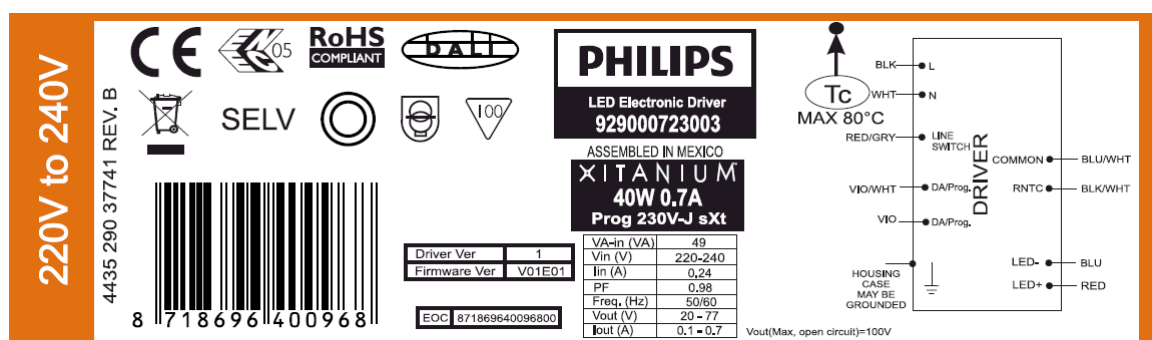 220V to 240V
4435 290 37741 REV. B
CE
05
RoHS
COMPLIANT
DALI
SELV
100
8 718696 400968
PHILIPS
LED Electronic Driver
929000723003
ASSEMBLED IN MEXICO
XITANIUM™
40W 0.7A
Prog 230V-J sXt
Driver Ver 1
Firmware Ver V01E01
EOC 871869640096800
VA-in (VA) 49
Vin (V) 220-240
Iin (A) 0.24
PF 0.98
Freq. (Hz) 50/60
Vout (V) 20 - 77
Iout (A) 0.1 - 0.7
Tc
MAX 80°C
BLK L
WHT N
RED/GRY LINE SWITCH
VIO/WHT DA/Prog.
VIO DA/Prog.
HOUSING
CASE
MAY BE
GROUNDED
DRIVER
COMMON BLU/WHT
RNTC BLK/WHT
LED- BLU
LED+ RED
Vout(Max, open circuit)=100V